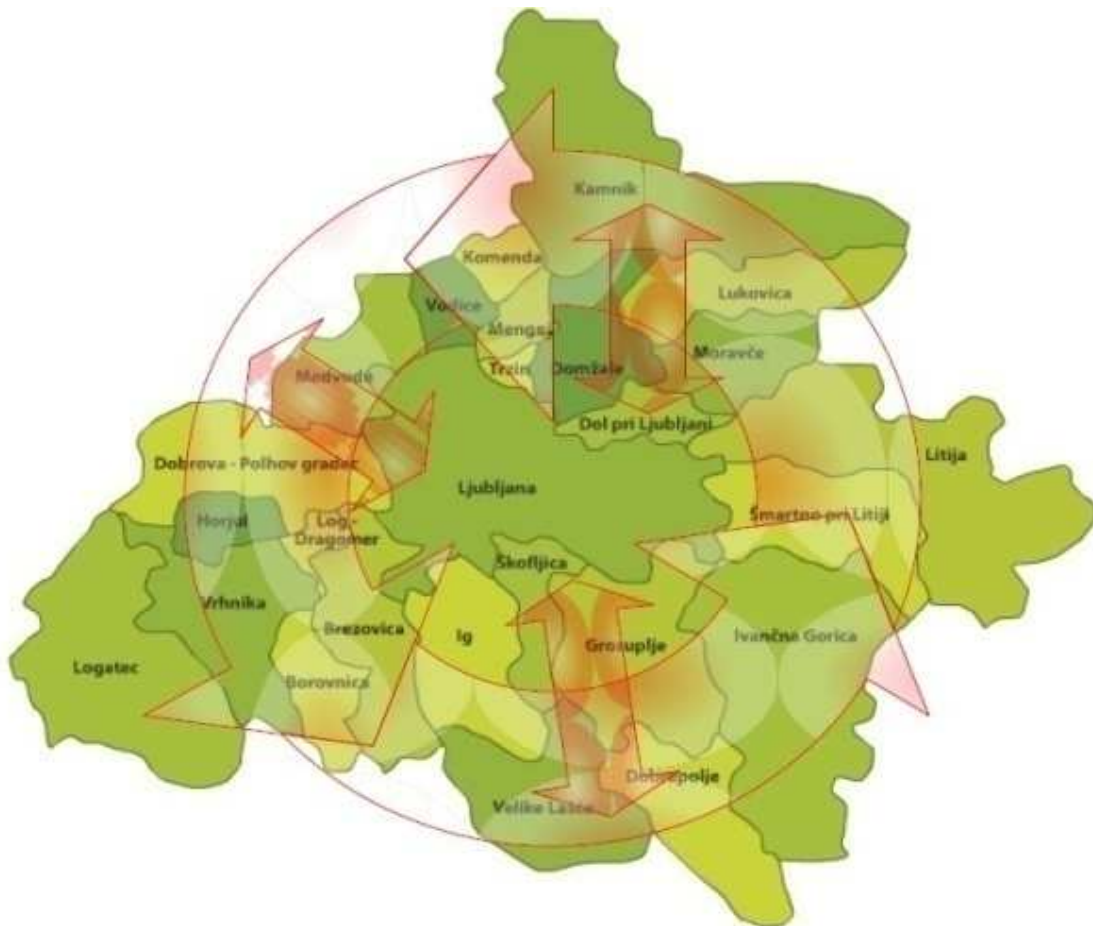 Kamnik
Komenda
Lukovica
Vodice
Mengeš
Moravče
Trzin
Domžale
Medvode
Dol pri Ljubljani
Litija
Dobrova - Polhov gradec
Ljubljana
Šmartno pri Litiji
Horjul
Log -
Dragomer
Škofljica
Vrhnika
Brezovica
Ig
Grosuplje
Ivančna Gorica
Logatec
Borovnica
Dobrepolje
Velike Lašče